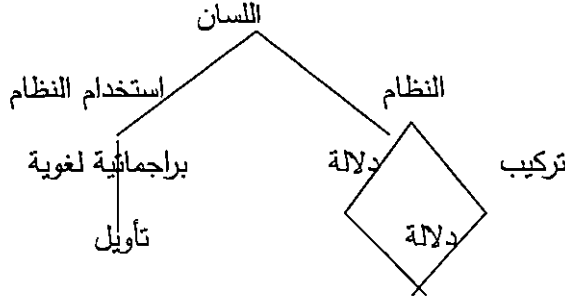 اللسان
النظام
استخدام النظام
تركيب
دلالة
براجماتية لغوية
دلالة
تأويل